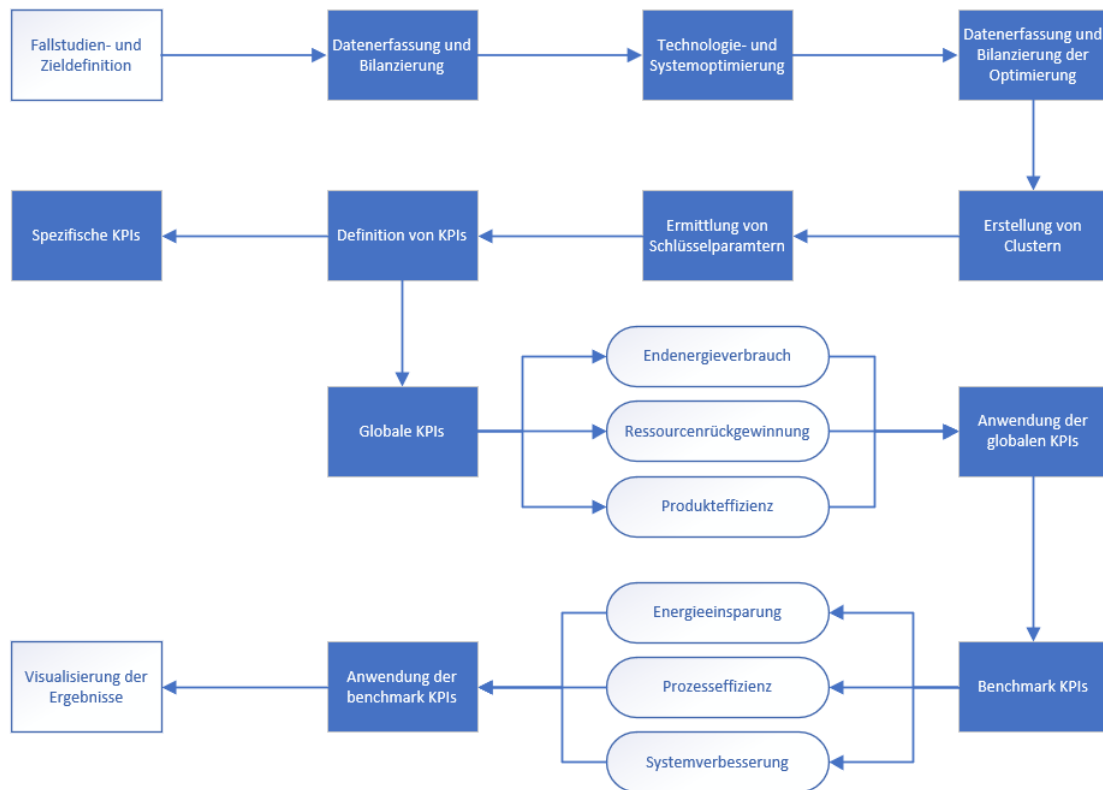 Fallstudien- und
Zieldefinition
Datenerfassung und
Bilanzierung
Technologie- und
Systemoptimierung
Datenerfassung und
Bilanzierung der
Optimierung
Spezifische KPIs
Definition von KPIs
Ermittlung von
Schlüsselparamtern
Erstellung von
Clustern
Globale KPIs
Endenergieverbrauch
Ressourcenrückgewinnung
Produkteffizienz
Anwendung der
globalen KPIs
Visualisierung der
Ergebnisse
Anwendung der
benchmark KPIs
Energieeinsparung
Prozesseffizienz
Systemverbesserung
Benchmark KPIs